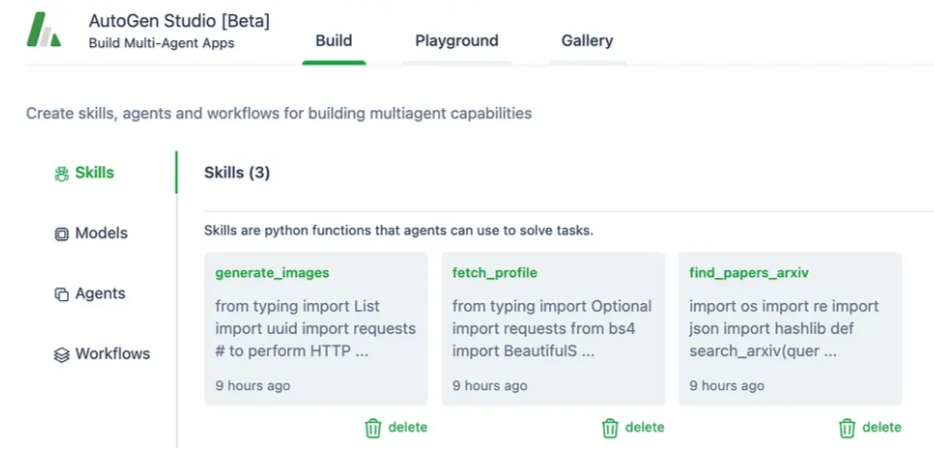 AutoGen Studio [Beta]
Build Multi-Agent Apps
Build
Playground
Gallery
Create skills, agents and workflows for building multiagent capabilities
Skills
Models
Agents
Workflows
Skills (3)
Skills are python functions that agents can use to solve tasks.
generate_images
from typing import List
import uuid import requests
# to perform HTTP ...
9 hours ago
delete
fetch_profile
from typing import Optional
import requests from bs4
import BeautifulS ...
9 hours ago
delete
find_papers_arxiv
import os import re import
json import hashlib def
search_arxiv(quer ...
9 hours ago
delete